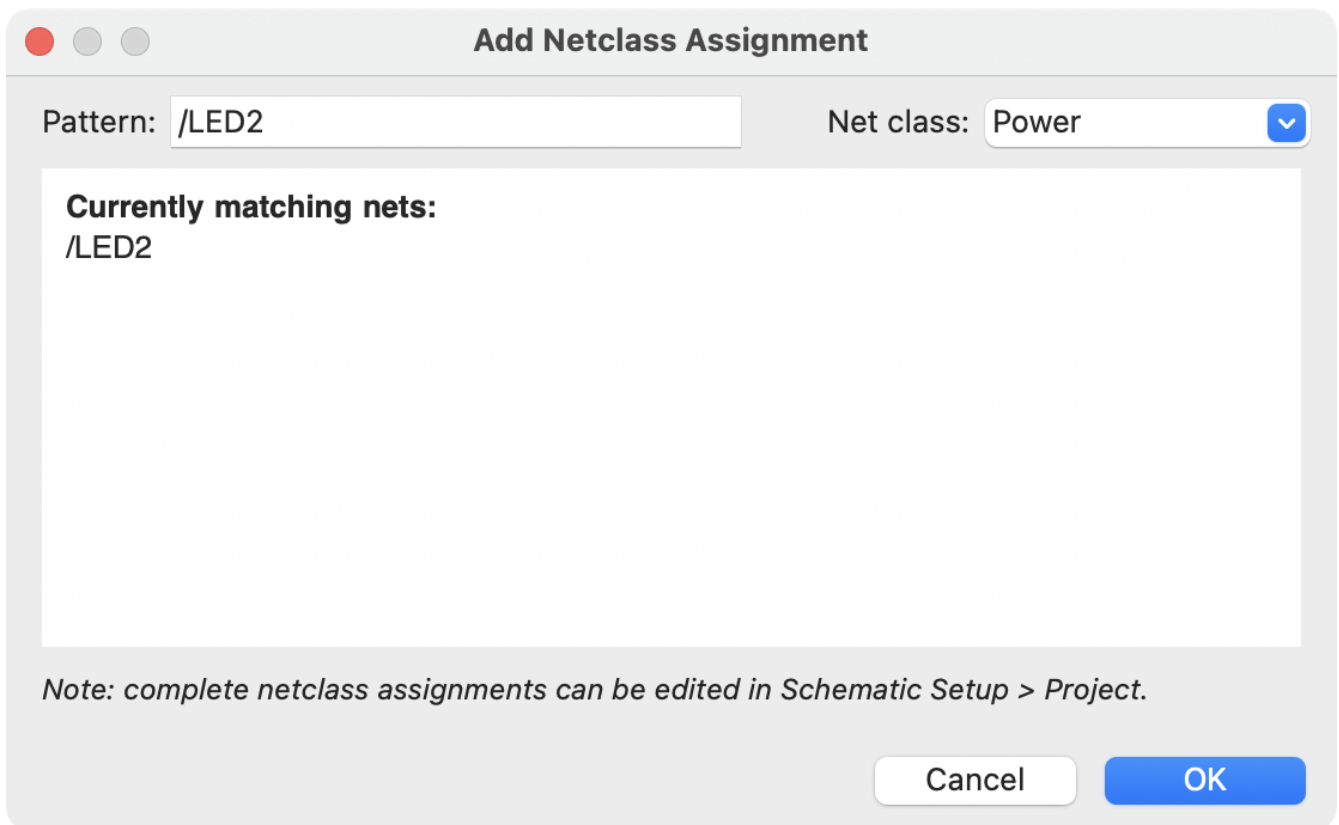 Add Netclass Assignment
Pattern: /LED2 Net class: Power
Currently matching nets:
/LED2
Note: complete netclass assignments can be edited in Schematic Setup > Project.
Cancel OK